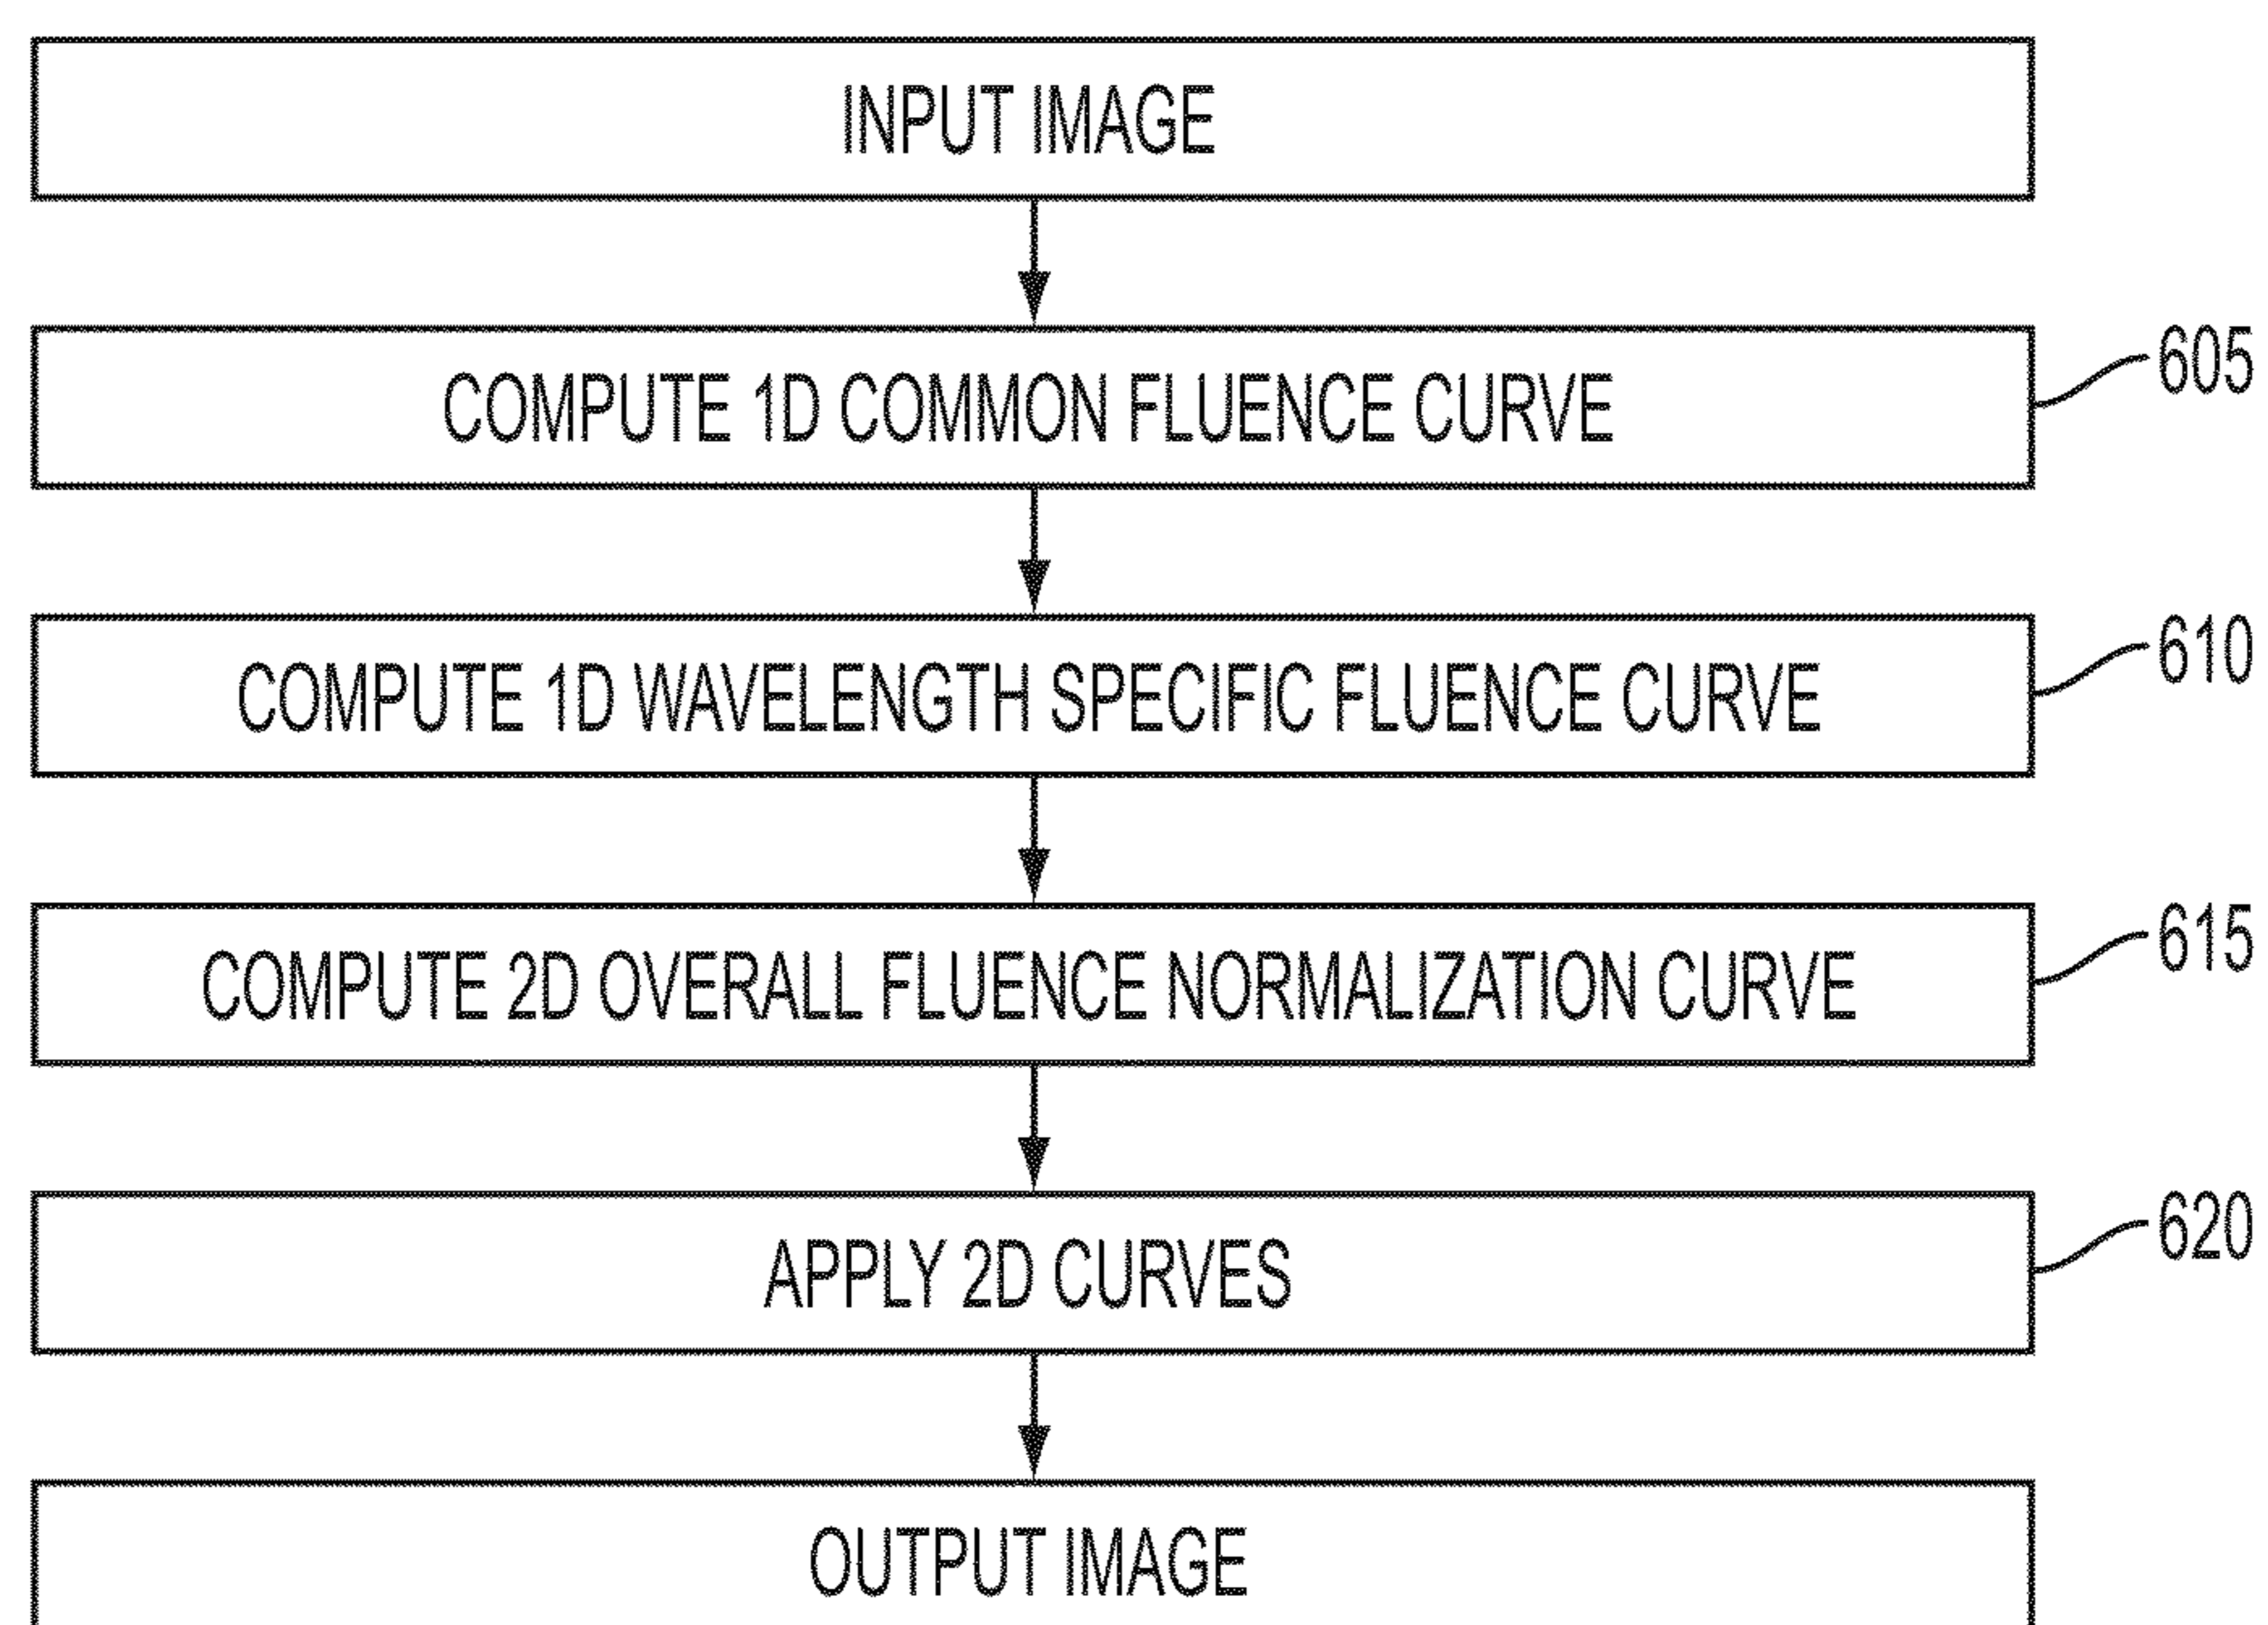 INPUT IMAGE
COMPUTE 1D COMMON FLUENCE CURVE
605
COMPUTE 1D WAVELENGTH SPECIFIC FLUENCE CURVE
610
COMPUTE 2D OVERALL FLUENCE NORMALIZATION CURVE
615
APPLY 2D CURVES
620
OUTPUT IMAGE